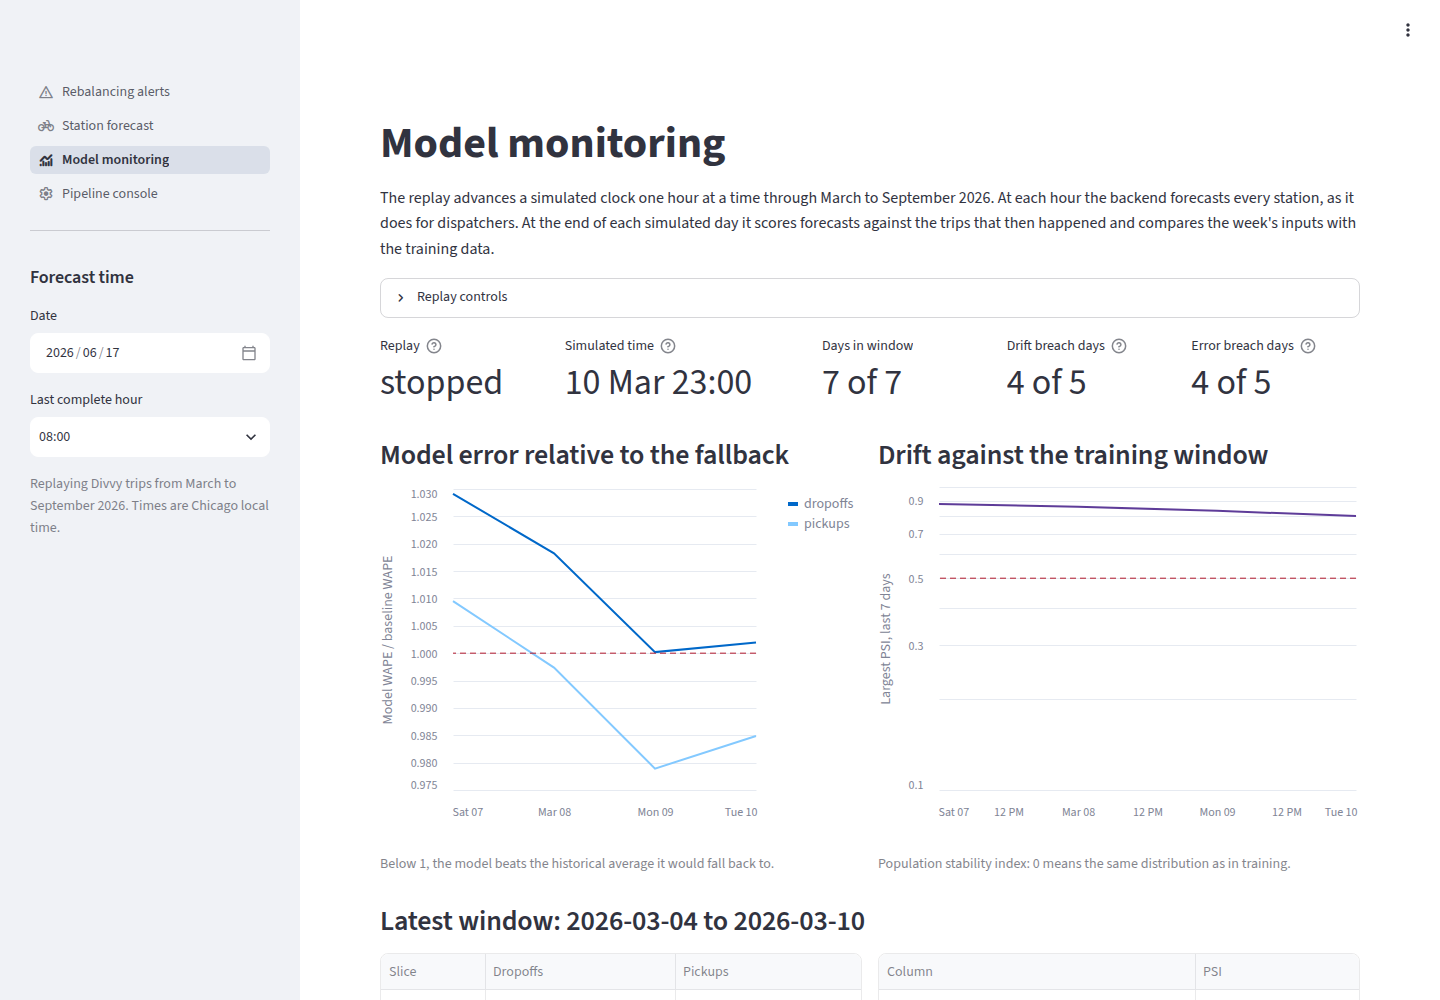 Rebalancing alerts
Station forecast
Model monitoring
Pipeline console
Forecast time
Date
2026/06/17
Last complete hour
08:00
Replaying Divvy trips from March to
September 2026. Times are Chicago local
time.
Model monitoring
The replay advances a simulated clock one hour at a time through March to September 2026. At each hour the backend forecasts every station, as it
does for dispatchers. At the end of each simulated day it scores forecasts against the trips that then happened and compares the week's inputs with
the training data.
Replay controls
Replay
stopped
Simulated time
10 Mar 23:00
Days in window
7 of 7
Drift breach days
4 of 5
Error breach days
4 of 5
Model error relative to the fallback
Model WAPE / baseline WAPE
1.030
1.025
1.020
1.015
1.010
1.005
1.000
0.995
0.990
0.985
0.980
0.975
Sat 07 Mar 08 Mon 09 Tue 10
dropoffs
pickups
Below 1, the model beats the historical average it would fall back to.
Drift against the training window
Largest PSI, last 7 days
0.9
0.7
0.5
0.3
0.1
Sat 07 12 PM Mar 08 12 PM Mon 09 12 PM Tue 10
Population stability index: 0 means the same distribution as in training.
Latest window: 2026-03-04 to 2026-03-10
Slice Dropoffs Pickups
Column PSI